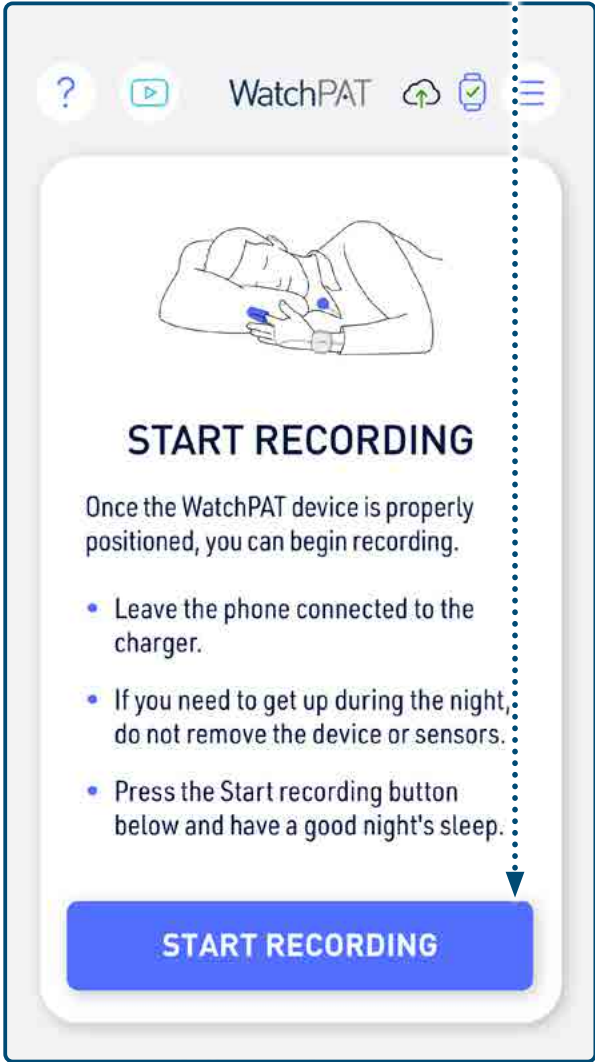 ?
WatchPAT
START RECORDING
Once the WatchPAT device is properly
positioned, you can begin recording.
• Leave the phone connected to the
charger.
• If you need to get up during the night,
do not remove the device or sensors.
• Press the Start recording button
below and have a good night's sleep.
START RECORDING